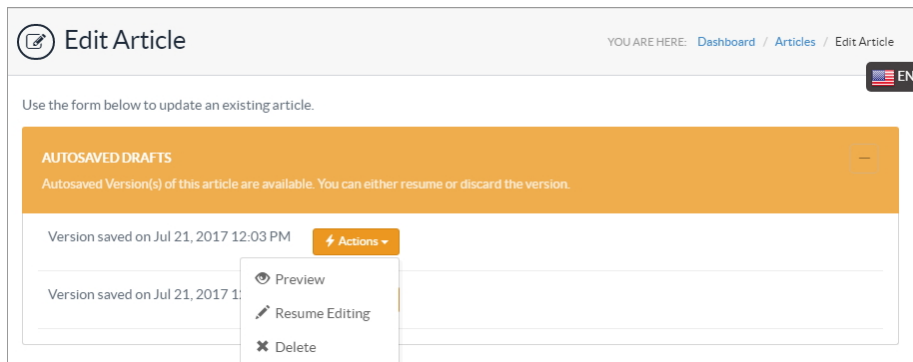 Edit Article
YOU ARE HERE: Dashboard / Articles / Edit Article
EN
Use the form below to update an existing article.
AUTOSAVED DRAFTS
Autosaved Version(s) of this article are available. You can either resume or discard the version.
Version saved on Jul 21, 2017 12:03 PM Actions
Preview
Version saved on Jul 21, 2017
Resume Editing
Delete